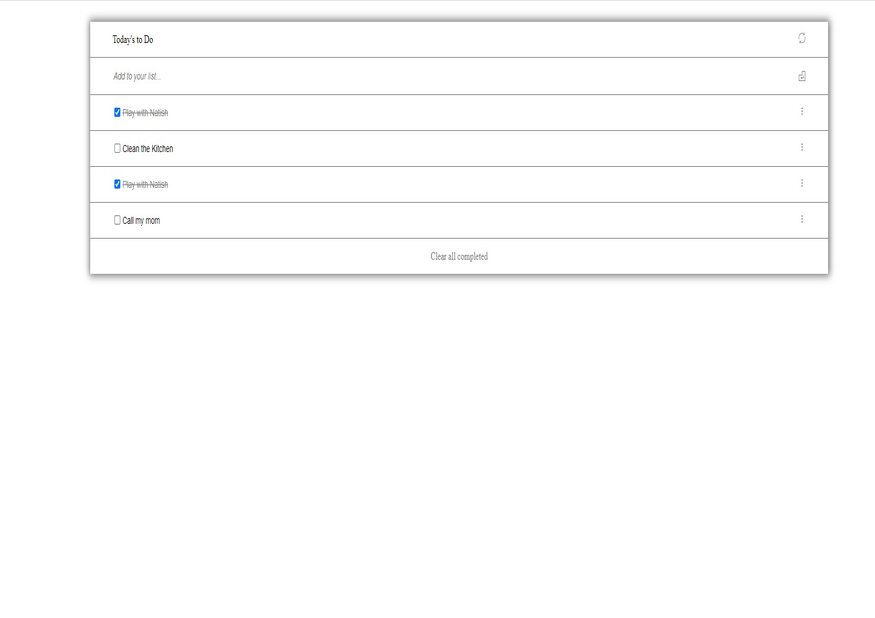 Today's to Do
Add to your list...
Play with Natish
Clean the Kitchen
Play with Natish
Call my mom
Clear all completed